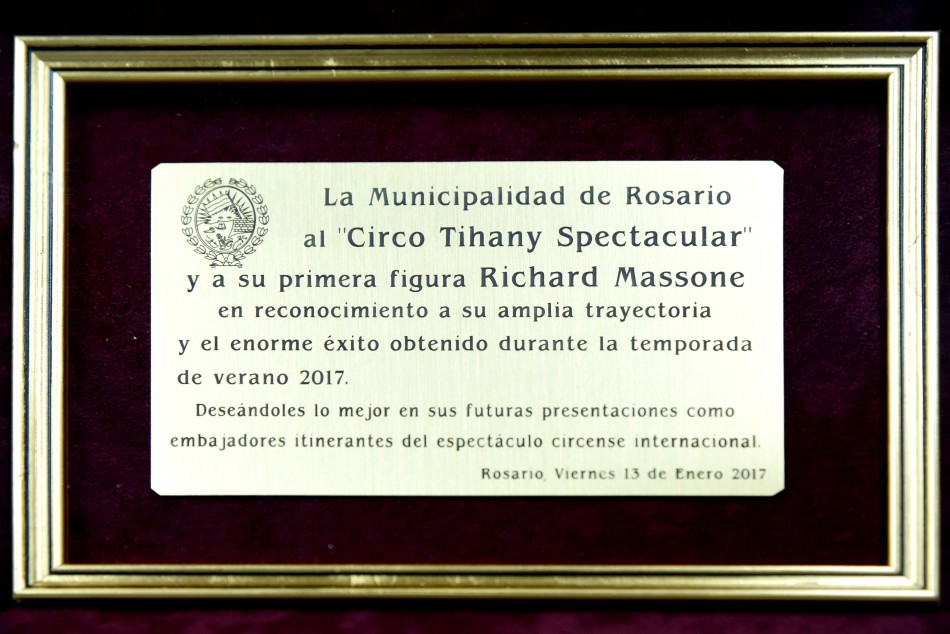 La Municipalidad de Rosario
al "Circo Tihany Spectacular"
y a su primera figura Richard Massone
en reconocimiento a su amplia trayectoria
y el enorme éxito obtenido durante la temporada
de verano 2017.
Deseándoles lo mejor en sus futuras presentaciones como
embajadores itinerantes del espectáculo circense internacional.
Rosario, Viernes 13 de Enero 2017